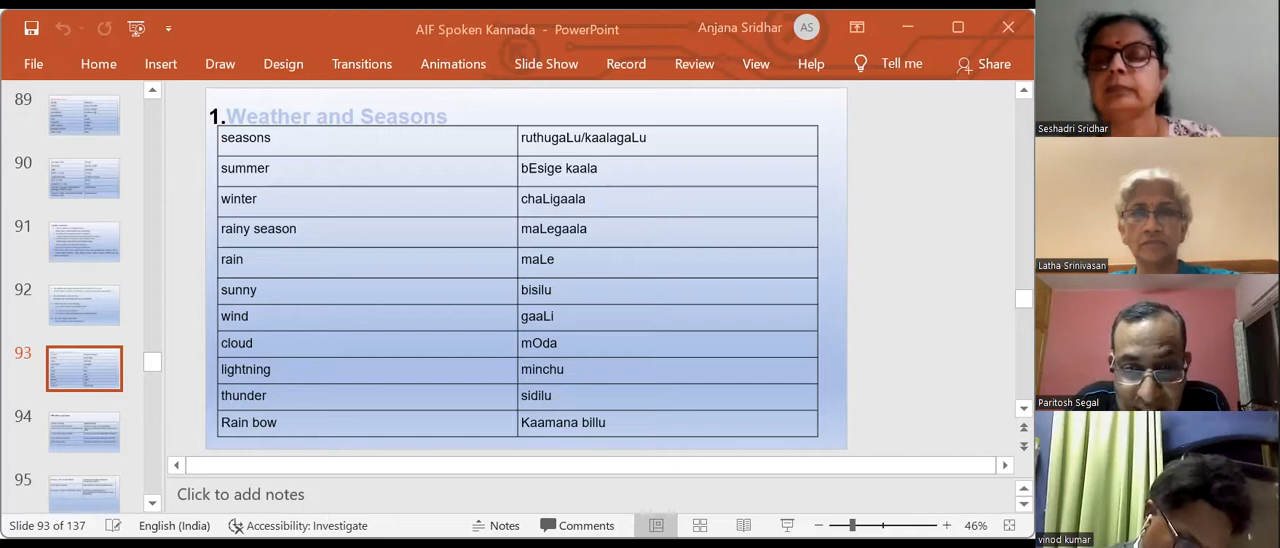 AIF Spoken Kannada - PowerPoint
Anjana Sridhar
AS
File
Home
Insert
Draw
Design
Transitions
Animations
Slide Show
Record
Review
View
Help
Tell me
Share
89
90
91
92
93
94
95
1.Weather and Seasons
seasons ruthugaLu/kaalagaLu
summer bEsige kaala
winter chaLigaala
rainy season maLegaala
rain maLe
sunny bisilu
wind gaaLi
cloud mOda
lightning minchu
thunder sidilu
Rain bow Kaamana billu
Click to add notes
Slide 93 of 137
English (India)
Accessibility: Investigate
Notes
Comments
46%
Seshadri Sridhar
Latha Srinivasan
Paritosh Segal
vinod kumar